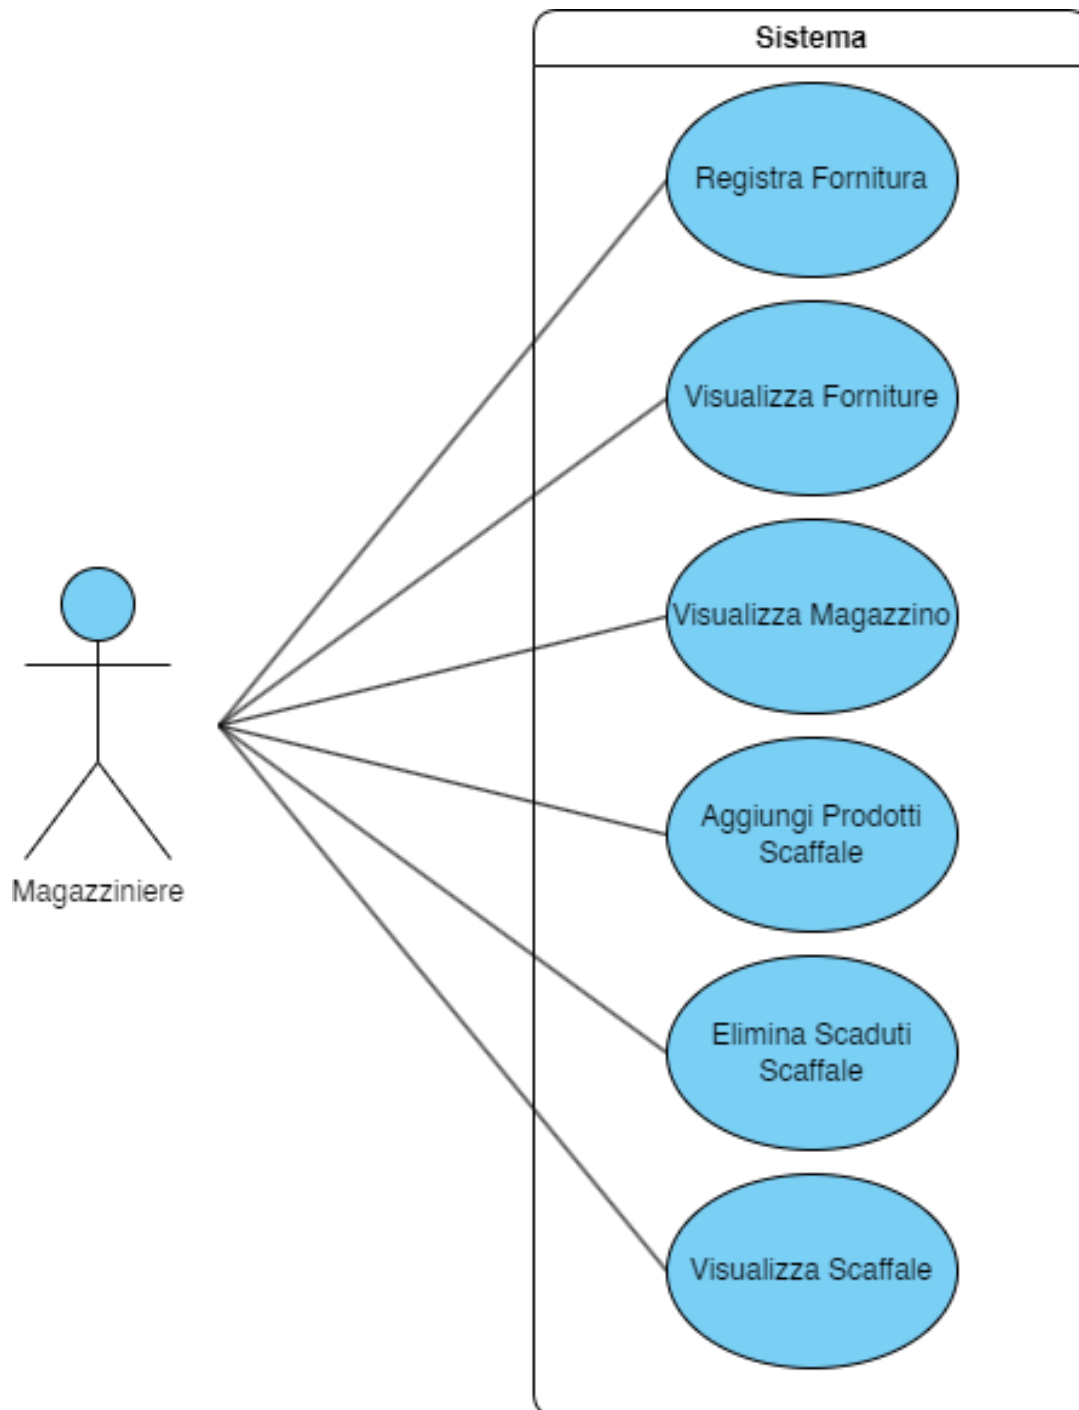 Sistema
Registra Fornitura
Visualizza Forniture
Visualizza Magazzino
Aggiungi Prodotti
Scaffale
Elimina Scaduti
Scaffale
Visualizza Scaffale
Magazziniere